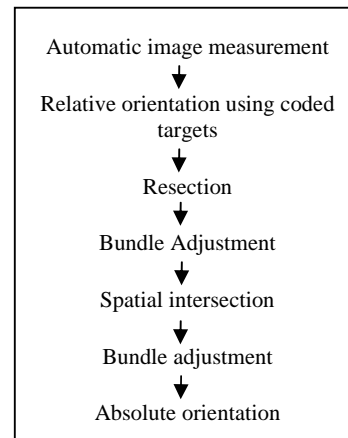 Automatic image measurement
Relative orientation using coded
targets
Resection
Bundle Adjustment
Spatial intersection
Bundle adjustment
Absolute orientation